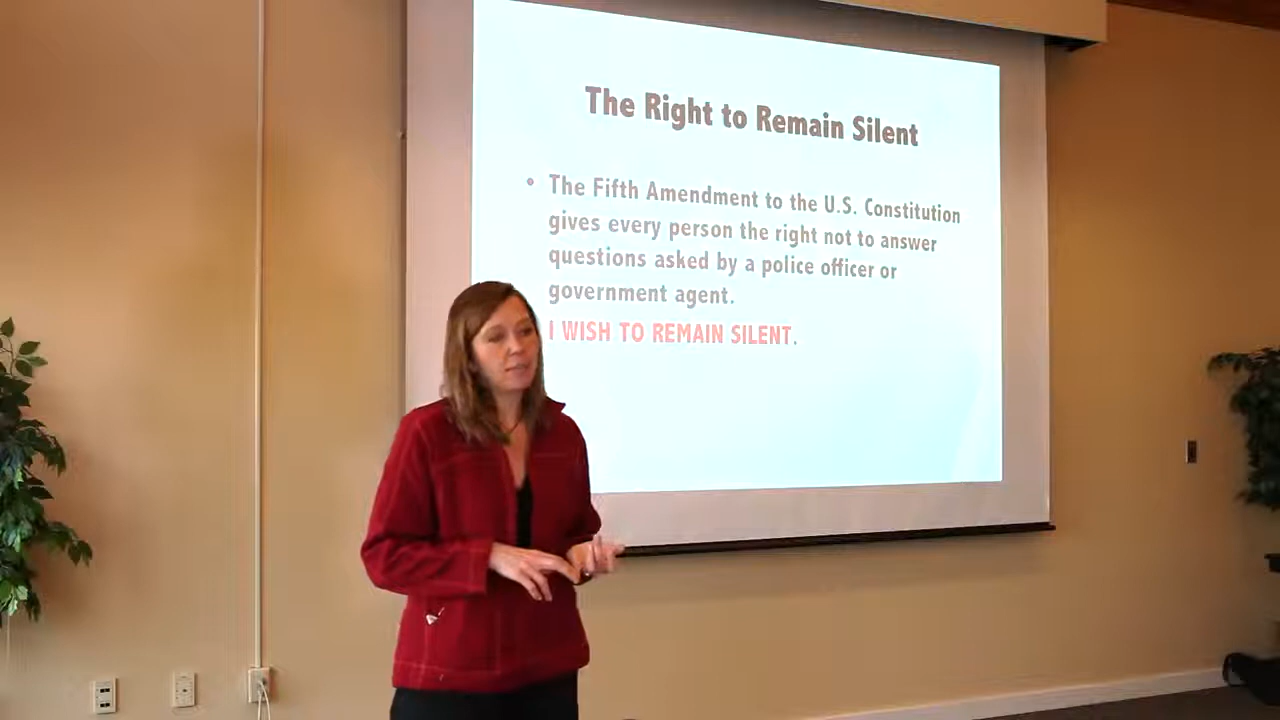 The Right to Remain Silent
• The Fifth Amendment to the U.S. Constitution
gives every person the right not to answer
questions asked by a police officer or
government agent.
I WISH TO REMAIN SILENT.